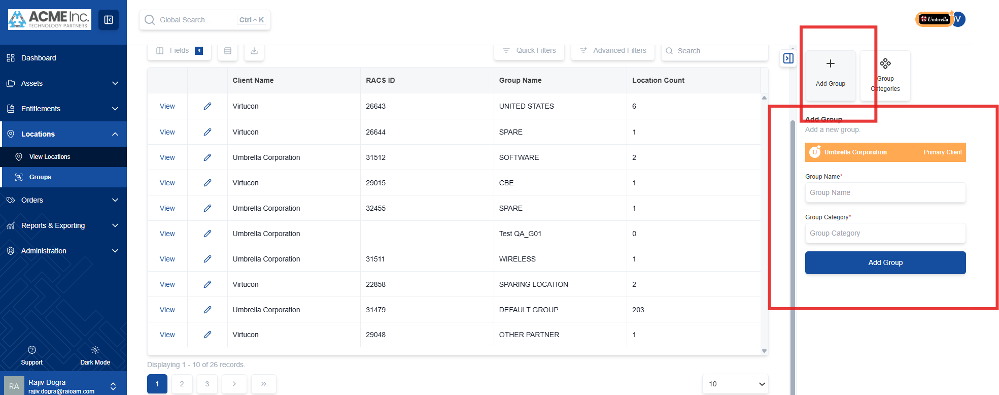 ACME Inc.
TECHNOLOGY PARTNERS
Global Search...
Ctrl ^ K
Umbrella
V
Dashboard
Assets
Entitlements
Locations
View Locations
Groups
Orders
Reports & Exporting
Administration
Support
Dark Mode
RA
Rajiv Dogra
rajiv.dogra@raioam.com
Fields 4
Quick Filters
Advanced Filters
Search
Client Name RACS ID Group Name Location Count
View Virtucon 26643 UNITED STATES 6
View Virtucon 26644 SPARE 1
View Umbrella Corporation 31512 SOFTWARE 2
View Virtucon 29015 CBE 1
View Umbrella Corporation 32455 SPARE 1
View Umbrella Corporation Test QA_G01 0
View Umbrella Corporation 31511 WIRELESS 1
View Virtucon 22858 SPARING LOCATION 2
View Umbrella Corporation 31479 DEFAULT GROUP 203
View Virtucon 29048 OTHER PARTNER 1
Displaying 1 - 10 of 26 records.
1 2 3 > >>
10
Add Group
Group
Categories
Add Group
Add a new group.
U Umbrella Corporation Primary Client
Group Name*
Group Name
Group Category*
Group Category
Add Group